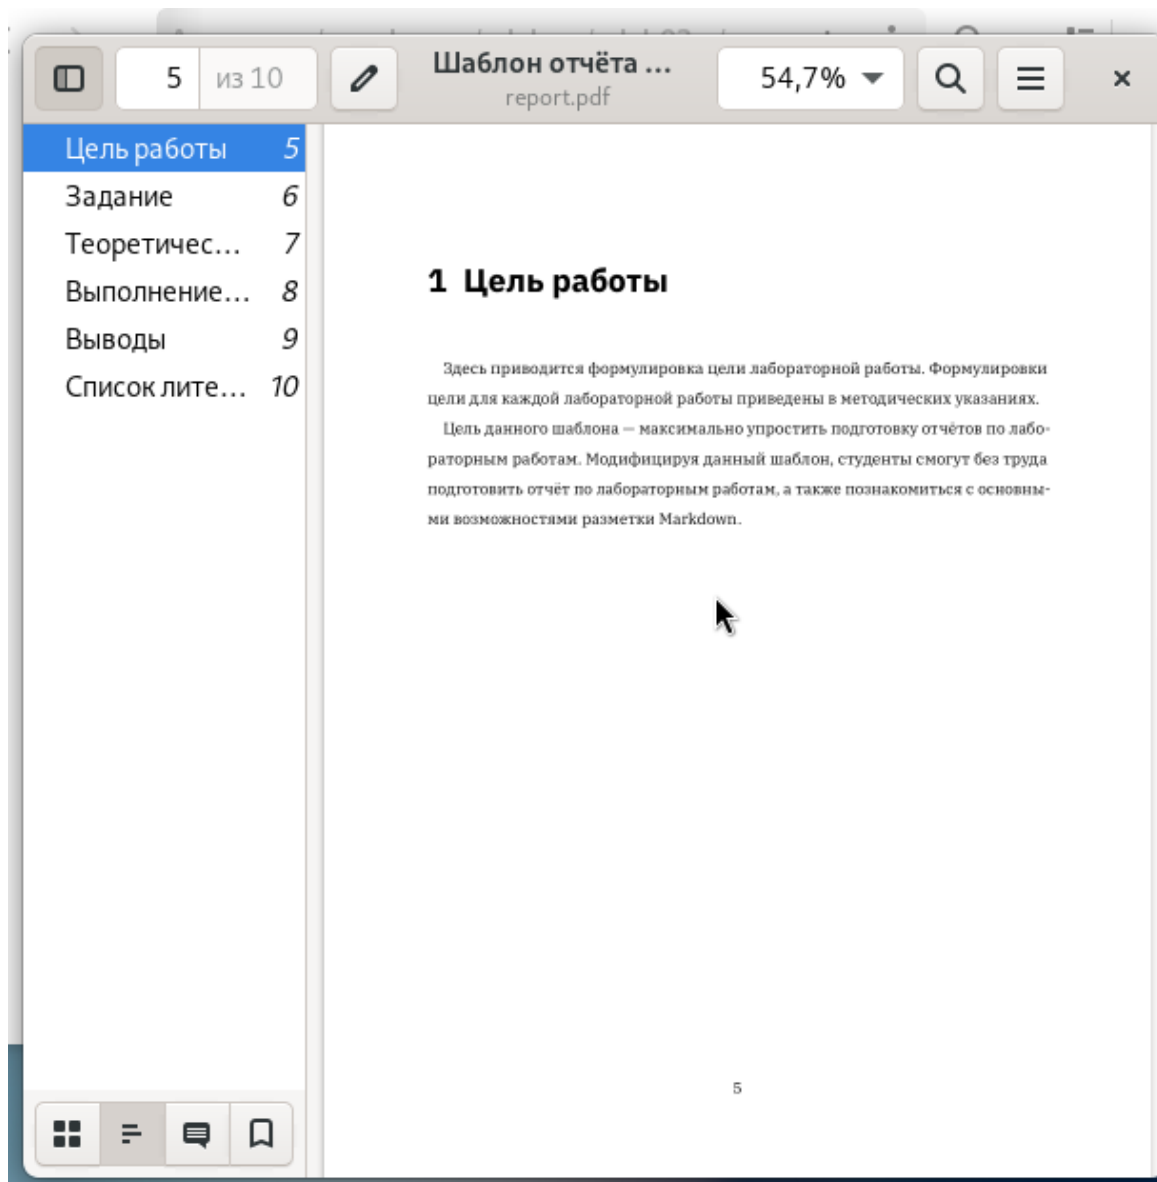 5 из 10
Шаблон отчёта ...
report.pdf
54,7%
Цель работы 5
Задание 6
Теоретичес... 7
Выполнение... 8
Выводы 9
Список лите... 10
1 Цель работы
Здесь приводится формулировка цели лабораторной работы. Формулировки
цели для каждой лабораторной работы приведены в методических указаниях.
Цель данного шаблона — максимально упростить подготовку отчётов по лабо-
раторным работам. Модифицируя данный шаблон, студенты смогут без труда
подготовить отчёт по лабораторным работам, а также познакомиться с основны-
ми возможностями разметки Markdown.
5